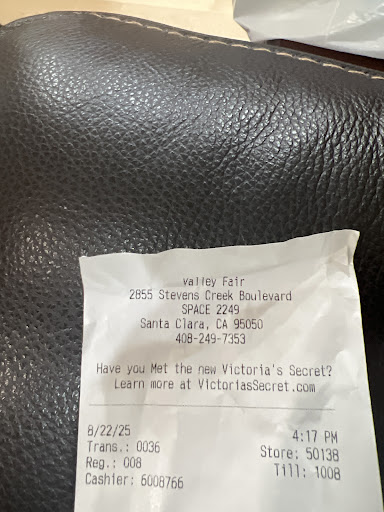 valley Fair
2855 Stevens Creek Boulevard
SPACE 2249
Santa Clara, CA 95050
408-249-7353
Have you Met the new Victoria's Secret?
Learn more at VictoriasSecret.com
8/22/25 4:17 PM
Trans.: 0036 Store: 50138
Reg.: 008 Till: 1008
Cashier: 6008766